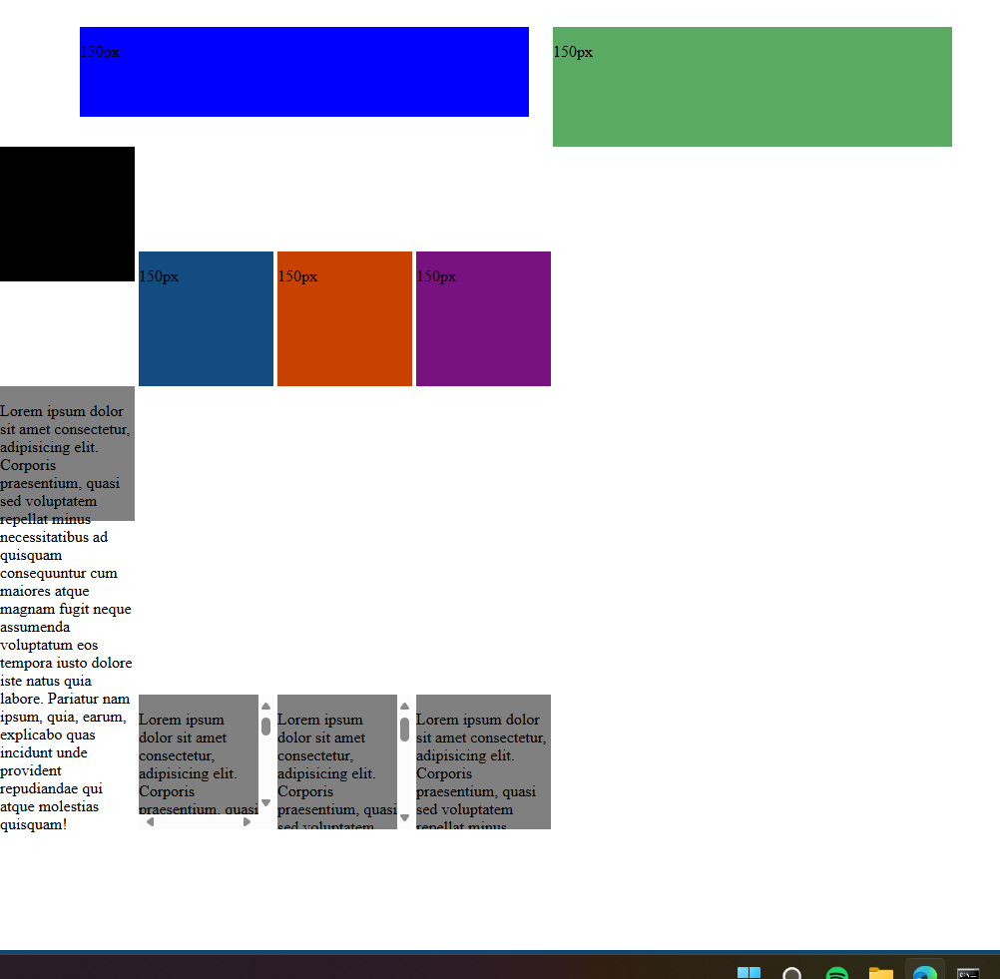 150px
150px
150px
150px
150px
Lorem ipsum dolor
sit amet consectetur,
adipisicing elit.
Corporis
praesentium, quasi
sed voluptatem
repellat minus
necessitatibus ad
quisquam
consequuntur cum
maiores atque
magnam fugit neque
assumenda
voluptatum eos
tempora iusto dolore
iste natus quia
labore. Pariatur nam
ipsum, quia, earum,
explicabo quas
incidunt unde
provident
repudiandae qui
atque molestias
quisquam!
Lorem ipsum
dolor sit amet
consectetur,
adipisicing elit.
Corporis
praesentium, quasi
Lorem ipsum
dolor sit amet
consectetur,
adipisicing elit.
Corporis
praesentium, quasi
sed voluptatem
Lorem ipsum dolor
sit amet consectetur,
adipisicing elit.
Corporis
praesentium, quasi
sed voluptatem
repellat minus